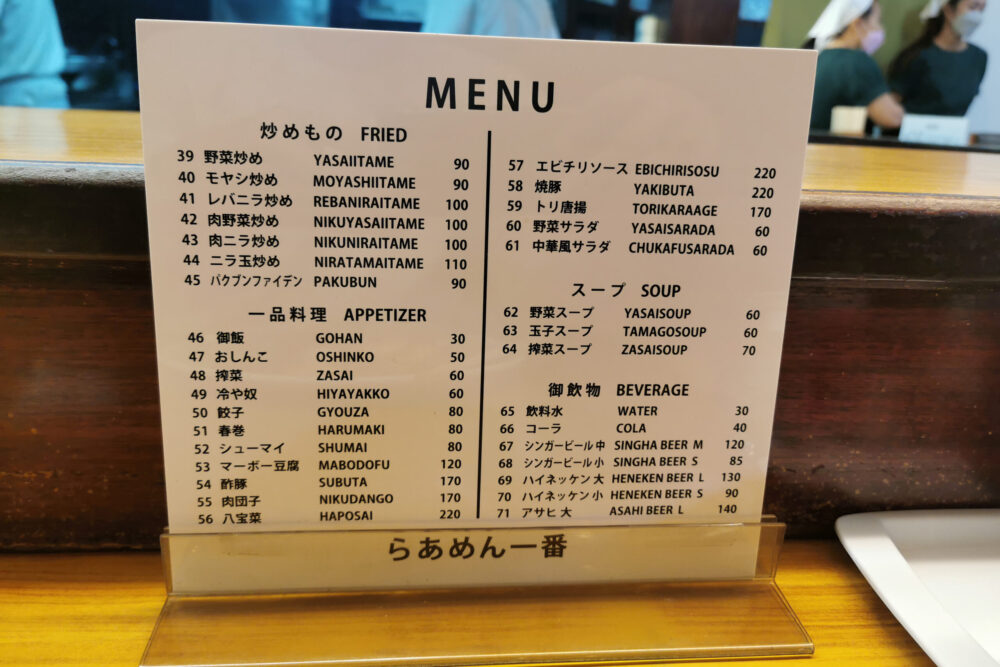 MENU
炒めもの FRIED
39 野菜炒め YASAIITAME 90
40 モヤシ炒め MOYASHIITAME 90
41 レバニラ炒め REBANIRAITAME 100
42 肉野菜炒め NIKUYASAIITAME 100
43 肉ニラ炒め NIKUNIRAITAME 100
44 ニラ玉炒め NIRATAMAITAME 110
45 パクブンファイデン PAKUBUN 90
一品料理 APPETIZER
46 御飯 GOHAN 30
47 おしんこ OSHINKO 50
48 搾菜 ZASAI 60
49 冷や奴 HIYAYAKKO 60
50 餃子 GYOUZA 80
51 春巻 HARUMAKI 80
52 シューマイ SHUMAI 80
53 マーボー豆腐 MABODOFU 120
54 酢豚 SUBUTA 170
55 肉団子 NIKUDANGO 170
56 八宝菜 HAPOSAI 220
57 エビチリソース EBICHIRISOSU 220
58 焼豚 YAKIBUTA 220
59 トリ唐揚 TORIKARAAGE 170
60 野菜サラダ YASAISARADA 60
61 中華風サラダ CHUKAFUSARADA 60
スープ SOUP
62 野菜スープ YASAISOUP 60
63 玉子スープ TAMAGOSOUP 60
64 搾菜スープ ZASAISOUP 70
御飲物 BEVERAGE
65 飲料水 WATER 30
66 コーラ COLA 40
67 シンガービール 中 SINGHA BEER M 120
68 シンガービール 小 SINGHA BEER S 85
69 ハイネッケン 大 HENEKEN BEER L 130
70 ハイネッケン 小 HENEKEN BEER S 90
71 アサヒ 大 ASAHI BEER L 140
らあめん一番